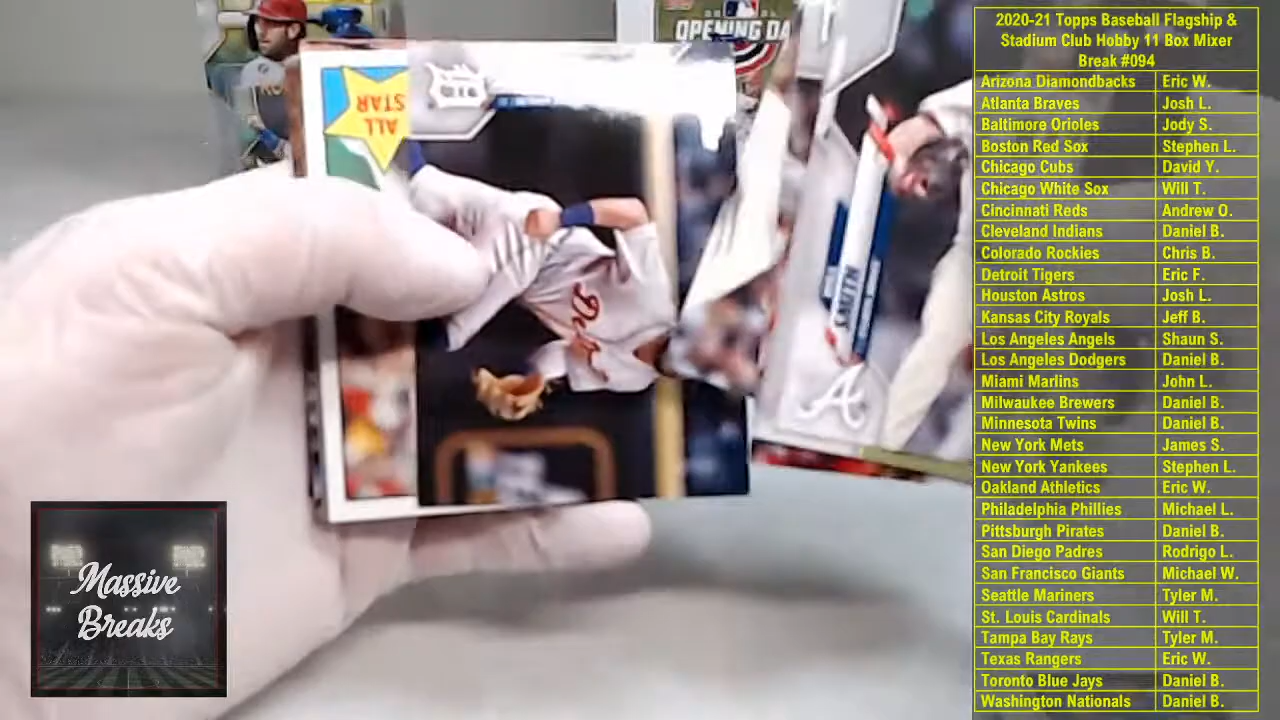 OPENING DA
ALL
STAR
SMITH
A
Massive
Breaks
2020-21 Topps Baseball Flagship &
Stadium Club Hobby 11 Box Mixer
Break #094
Arizona Diamondbacks Eric W.
Atlanta Braves Josh L.
Baltimore Orioles Jody S.
Boston Red Sox Stephen L.
Chicago Cubs David Y.
Chicago White Sox Will T.
Cincinnati Reds Andrew O.
Cleveland Indians Daniel B.
Colorado Rockies Chris B.
Detroit Tigers Eric F.
Houston Astros Josh L.
Kansas City Royals Jeff B.
Los Angeles Angels Shaun S.
Los Angeles Dodgers Daniel B.
Miami Marlins John L.
Milwaukee Brewers Daniel B.
Minnesota Twins Daniel B.
New York Mets James S.
New York Yankees Stephen L.
Oakland Athletics Eric W.
Philadelphia Phillies Michael L.
Pittsburgh Pirates Daniel B.
San Diego Padres Rodrigo L.
San Francisco Giants Michael W.
Seattle Mariners Tyler M.
St. Louis Cardinals Will T.
Tampa Bay Rays Tyler M.
Texas Rangers Eric W.
Toronto Blue Jays Daniel B.
Washington Nationals Daniel B.